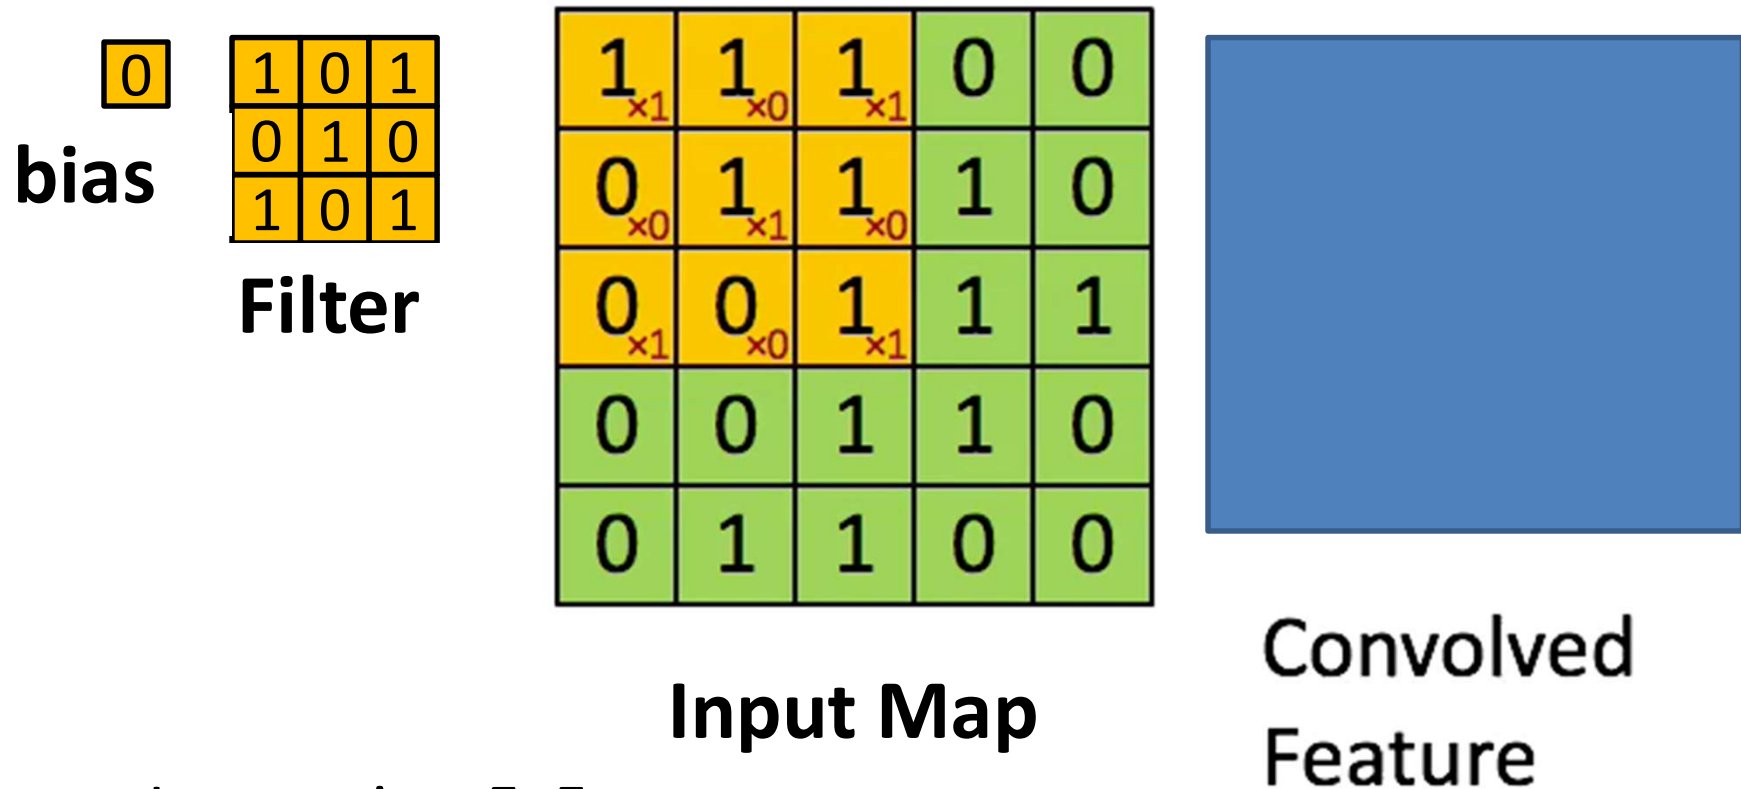 0
bias
1 0 1
0 1 0
1 0 1
Filter
1×1 1×0 1×1 0 0
0×0 1×1 1×0 1 0
0×1 0×0 1×1 1 1
0 0 1 1 0
0 1 1 0 0
Input Map
Convolved
Feature